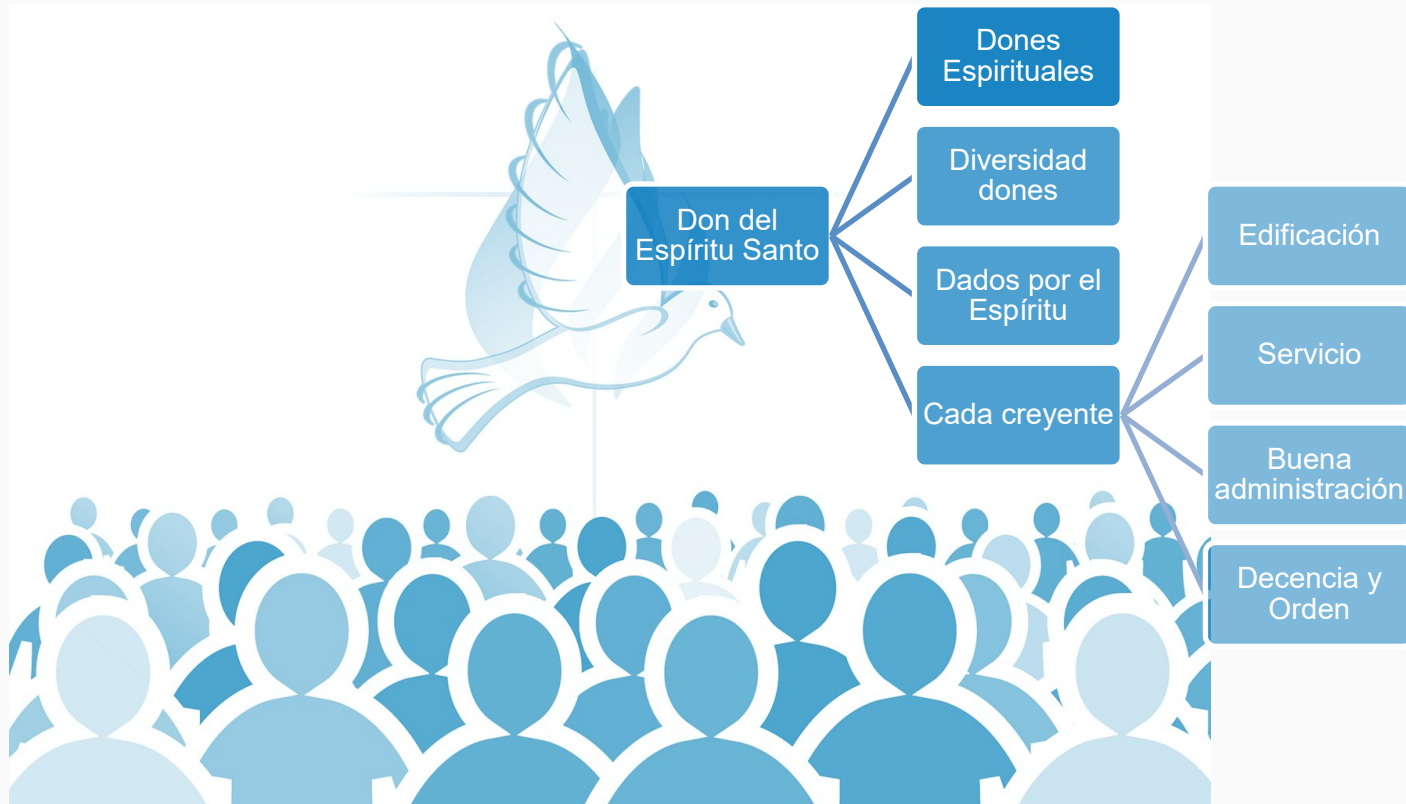 Don del
Espíritu Santo
Dones
Espirituales
Diversidad
dones
Dados por el
Espíritu
Cada creyente
Edificación
Servicio
Buena
administración
Decencia y
Orden